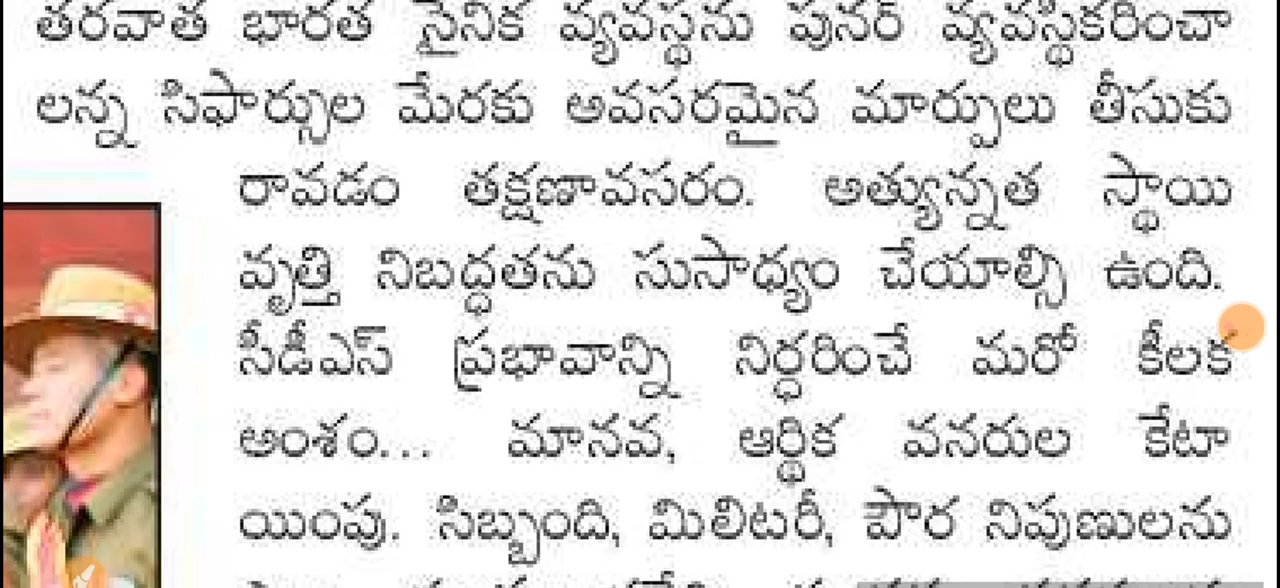 తరవాత భారత సైనిక వ్యవస్థను పునర్ వ్యవస్థికరించా
లన్న సిఫార్సుల మేరకు అవసరమైన మార్పులు తీసుకు
రావడం తక్షణావసరం. అత్యున్నత స్థాయి
వృత్తి నిబద్ధతను సుసాధ్యం చేయాల్సి ఉంది.
సీడీఎస్ ప్రభావాన్ని నిర్ధరించే మరో కీలక
అంశం... మానవ, ఆర్థిక వనరుల కేటా
యింపు. సిబ్బంది, మిలిటరీ, పౌర నిపుణులను